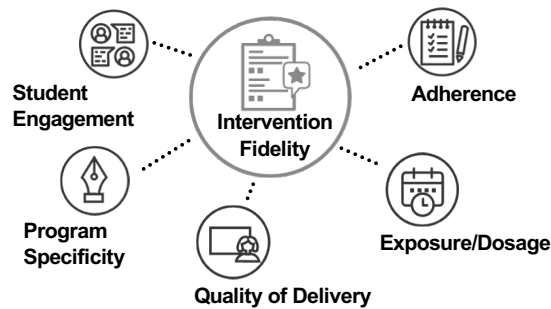 Student
Engagement
Intervention
Fidelity
Adherence
Program
Specificity
Exposure/Dosage
Quality of Delivery